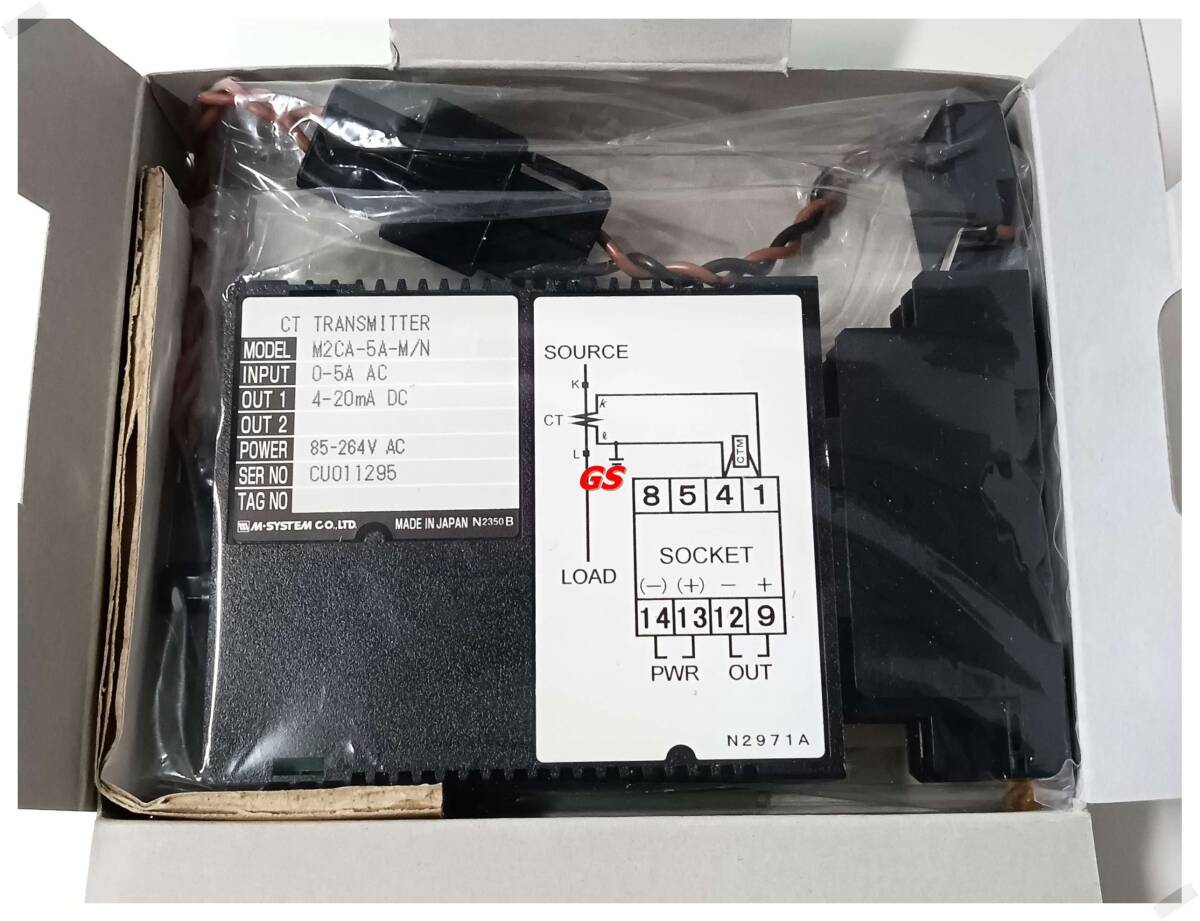 CT TRANSMITTER
MODEL M2CA-5A-M/N
INPUT 0-5A AC
OUT 1 4-20mA DC
OUT 2
POWER 85-264V AC
SER NO CU011295
TAG NO
M-SYSTEM CO.,LTD. MADE IN JAPAN N2350B
SOURCE
K
k
CT
ℓ
L
CTM
GS
8 5 4 1
SOCKET
LOAD
(−) (+) − +
14 13 12 9
PWR OUT
N2971A